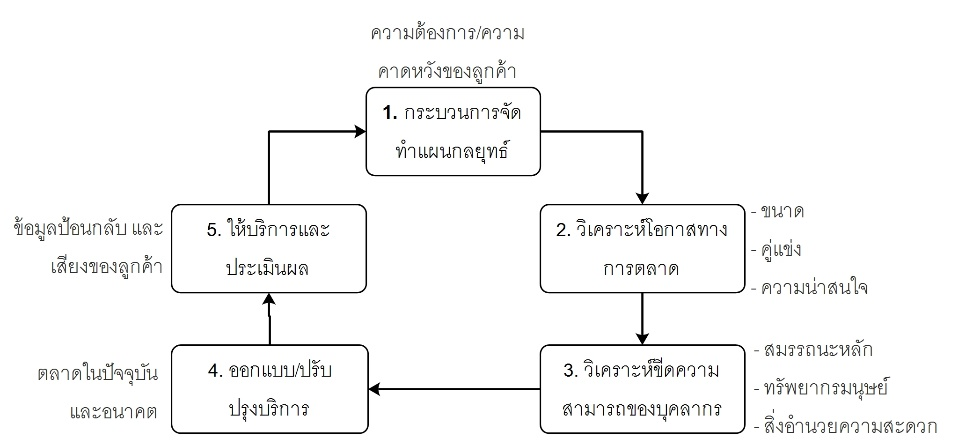 ความต้องการ/ความ
คาดหวังของลูกค้า
1. กระบวนการจัด
ทำแผนกลยุทธ์
2. วิเคราะห์โอกาสทาง
การตลาด
- ขนาด
- คู่แข่ง
- ความน่าสนใจ
3. วิเคราะห์ขีดความ
สามารถของบุคลากร
- สมรรถนะหลัก
- ทรัพยากรมนุษย์
- สิ่งอำนวยความสะดวก
4. ออกแบบ/ปรับ
ปรุงบริการ
ตลาดในปัจจุบัน
และอนาคต
5. ให้บริการและ
ประเมินผล
ข้อมูลป้อนกลับ และ
เสียงของลูกค้า